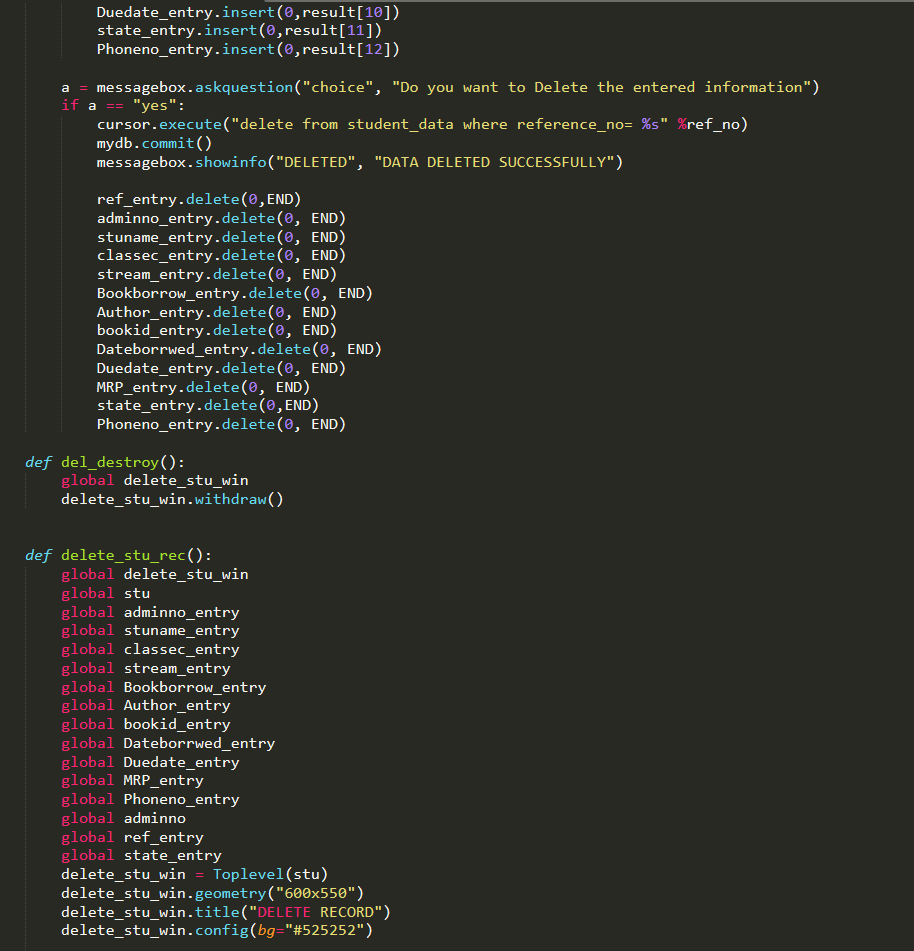 Duedate_entry.insert(0,result[10])
state_entry.insert(0,result[11])
Phoneno_entry.insert(0,result[12])
a = messagebox.askquestion("choice", "Do you want to Delete the entered information")
if a == "yes":
cursor.execute("delete from student_data where reference_no= %s" %ref_no)
mydb.commit()
messagebox.showinfo("DELETED", "DATA DELETED SUCCESSFULLY")
ref_entry.delete(0,END)
adminno_entry.delete(0, END)
stuname_entry.delete(0, END)
classec_entry.delete(0, END)
stream_entry.delete(0, END)
Bookborrow_entry.delete(0, END)
Author_entry.delete(0, END)
bookid_entry.delete(0, END)
Dateborrwed_entry.delete(0, END)
Duedate_entry.delete(0, END)
MRP_entry.delete(0, END)
state_entry.delete(0,END)
Phoneno_entry.delete(0, END)
def del_destroy():
global delete_stu_win
delete_stu_win.withdraw()
def delete_stu_rec():
global delete_stu_win
global stu
global adminno_entry
global stuname_entry
global classec_entry
global stream_entry
global Bookborrow_entry
global Author_entry
global bookid_entry
global Dateborrwed_entry
global Duedate_entry
global MRP_entry
global Phoneno_entry
global adminno
global ref_entry
global state_entry
delete_stu_win = Toplevel(stu)
delete_stu_win.geometry("600x550")
delete_stu_win.title("DELETE RECORD")
delete_stu_win.config(bg="#525252")